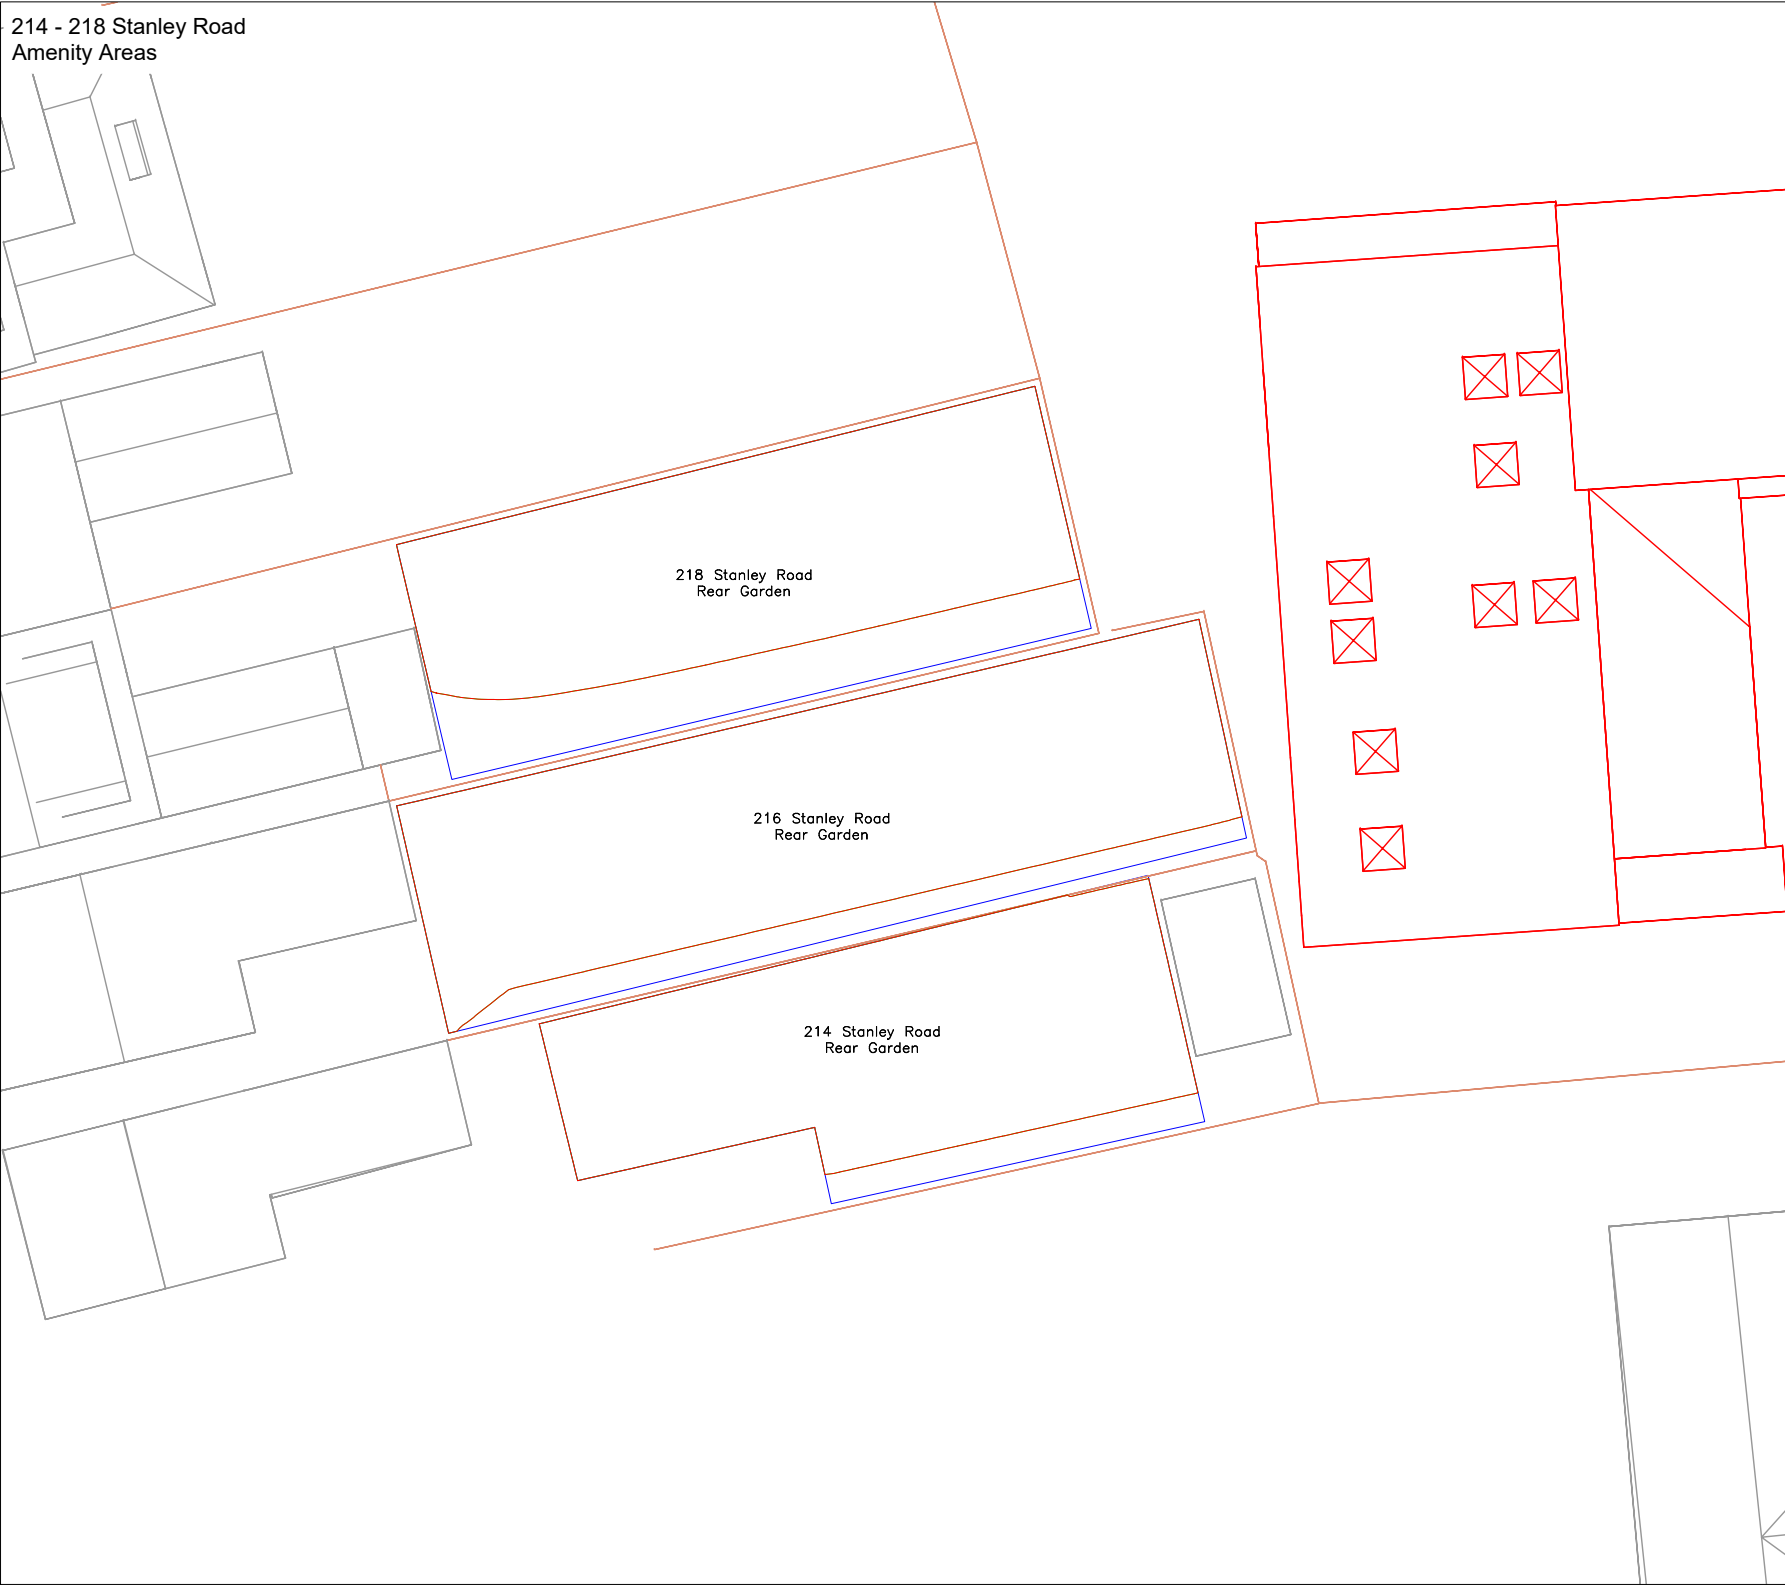 214 - 218 Stanley Road
Amenity Areas
218 Stanley Road
Rear Garden
216 Stanley Road
Rear Garden
214 Stanley Road
Rear Garden